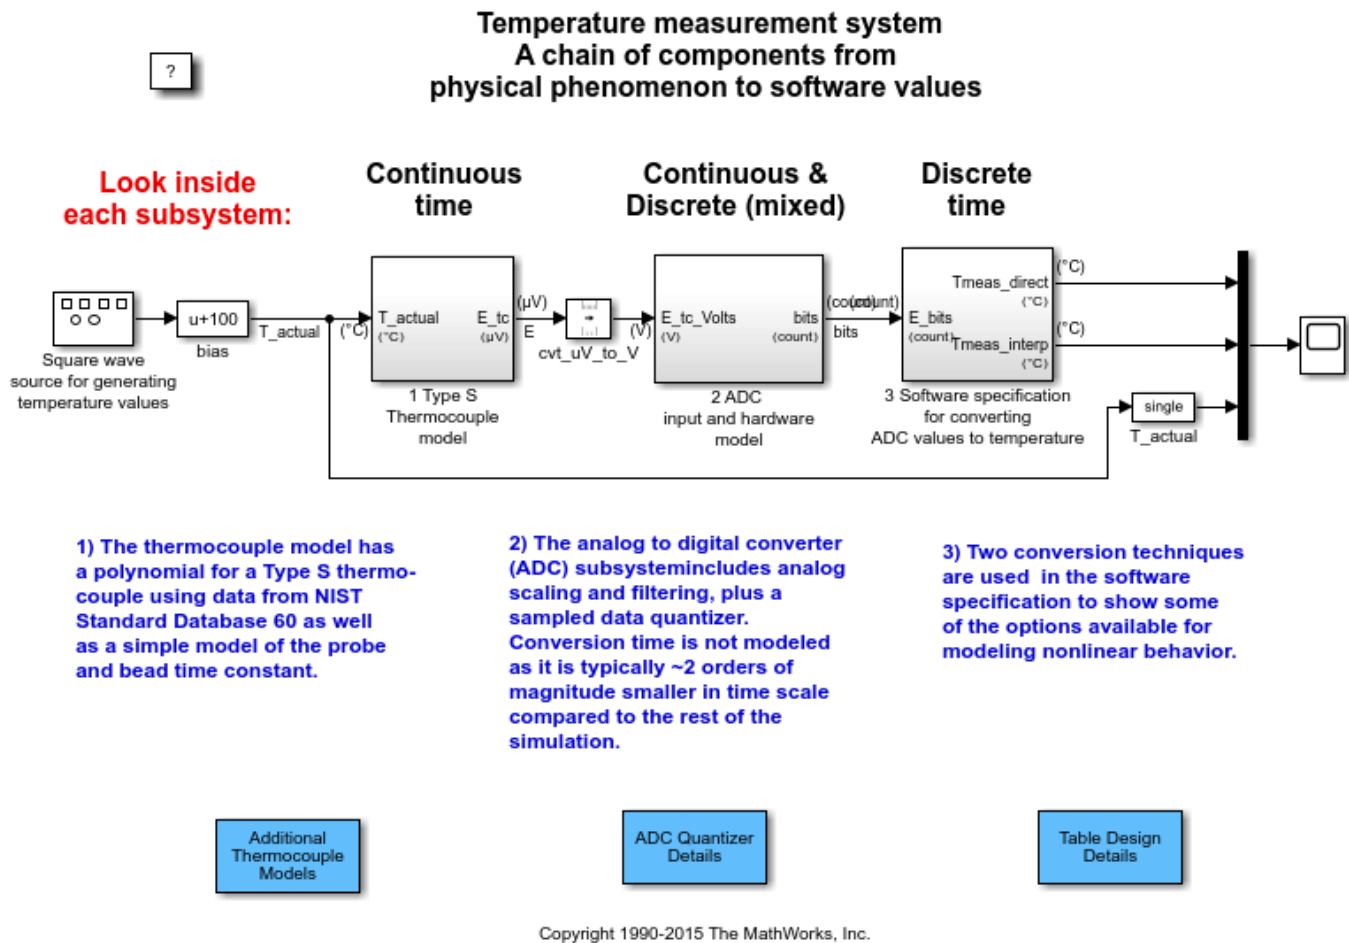 Temperature measurement system
A chain of components from
physical phenomenon to software values
?
Look inside
each subsystem:
Continuous
time
Continuous &
Discrete (mixed)
Discrete
time
u+100
bias
T_actual
(°C)
Square wave
source for generating
temperature values
T_actual
(°C)
E_tc
(µV)
1 Type S
Thermocouple
model
(µV)
E
cvt_uV_to_V
(V)
E_tc_Volts
(V)
bits
(count)
2 ADC
input and hardware
model
(count)
(count)
bits
E_bits
(count)
Tmeas_direct
(°C)
Tmeas_interp
(°C)
3 Software specification
for converting
ADC values to temperature
(°C)
(°C)
single
T_actual
1) The thermocouple model has
a polynomial for a Type S thermo-
couple using data from NIST
Standard Database 60 as well
as a simple model of the probe
and bead time constant.
2) The analog to digital converter
(ADC) subsystemincludes analog
scaling and filtering, plus a
sampled data quantizer.
Conversion time is not modeled
as it is typically ~2 orders of
magnitude smaller in time scale
compared to the rest of the
simulation.
3) Two conversion techniques
are used  in the software
specification to show some
of the options available for
modeling nonlinear behavior.
Additional
Thermocouple
Models
ADC Quantizer
Details
Table Design
Details
Copyright 1990-2015 The MathWorks, Inc.